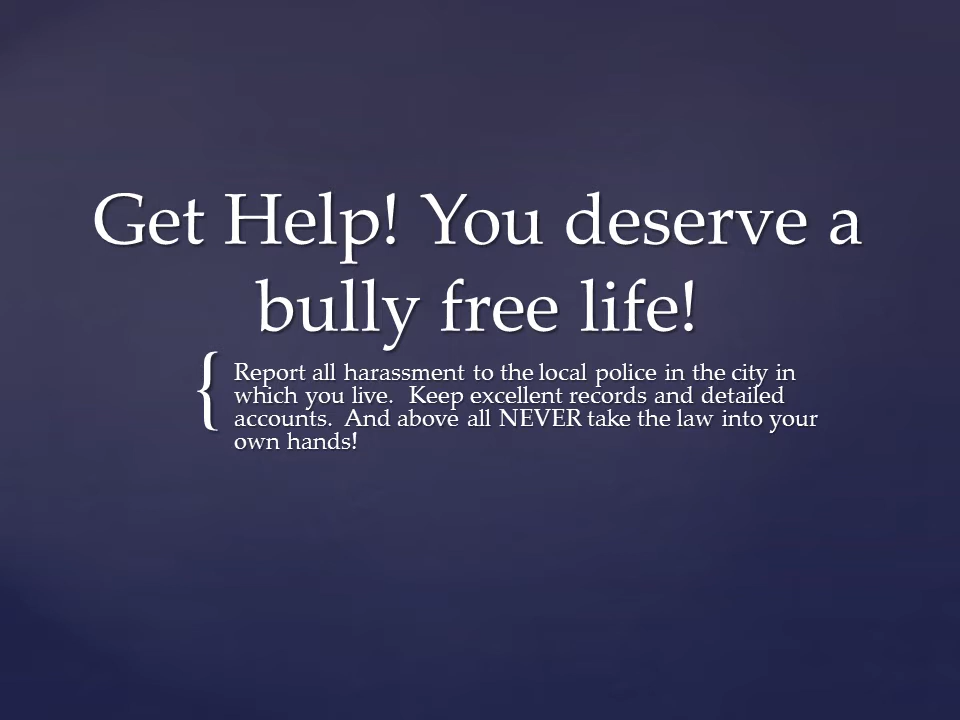 Get Help! You deserve a
bully free life!
{
Report all harassment to the local police in the city in
which you live.  Keep excellent records and detailed
accounts.  And above all NEVER take the law into your
own hands!